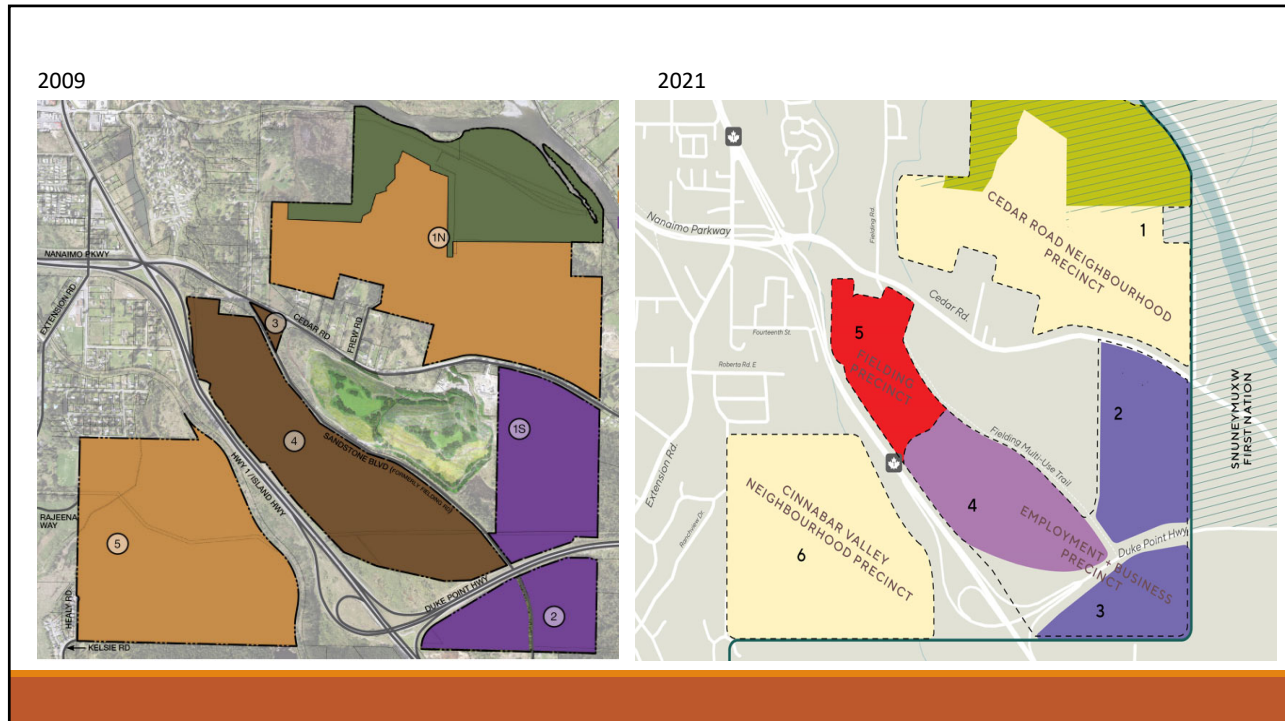 2009
1N
NANAIMO PKWY
EXTENSION RD
3
CEDAR RD
FREW RD
4
SANDSTONE BLVD (FORMERLY FIELDING RD)
1S
HWY 1 / ISLAND HWY
RAJEENA
WAY
5
DUKE POINT HWY
2
HEALY RD
KELSIE RD
2021
Nanaimo Parkway
Fielding Rd.
CEDAR ROAD NEIGHBOURHOOD
PRECINCT
1
Cedar Rd.
Fourteenth St.
Roberta Rd. E
5
FIELDING
PRECINCT
2
SNUNEYMUXW
FIRST NATION
Fielding Multi-Use Trail
Extension Rd.
Ranchview Dr.
CINNABAR VALLEY
NEIGHBOURHOOD PRECINCT
6
4
EMPLOYMENT + BUSINESS
PRECINCT
Duke Point Hwy
3